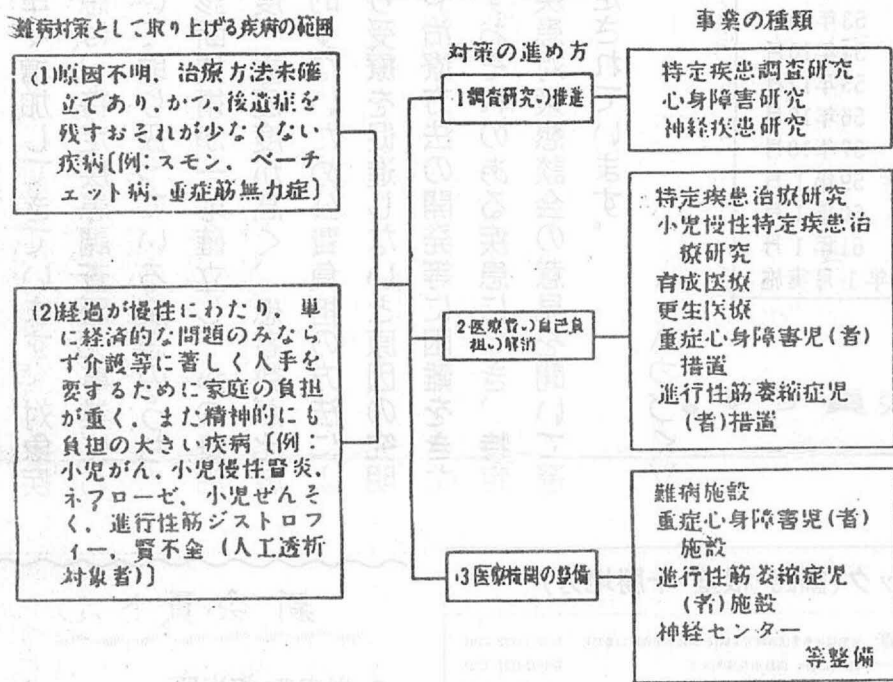 難病対策として取り上げる疾病の範囲
(1)原因不明，治療方法未確
立であり，かつ，後遺症を
残すおそれが少なくない
疾病〔例：スモン，ベーチ
ェット病，重症筋無力症〕
(2)経過が慢性にわたり，単
に経済的な問題のみなら
ず介護等に著しく人手を
要するために家庭の負担
が重く，また精神的にも
負担の大きい疾病〔例：
小児がん，小児慢性腎炎，
ネフローゼ，小児ぜんそ
く，進行性筋ジストロフ
ィー，腎不全（人工透析
対象者)〕
対策の進め方
1調査研究の推進
2医療費の自己負
担の解消
3医療機関の整備
事業の種類
特定疾患調査研究
心身障害研究
神経疾患研究
特定疾患治療研究
小児慢性特定疾患治
療研究
育成医療
更生医療
重症心身障害児(者)
措置
進行性筋萎縮症児
(者)措置
難病施設
重症心身障害児(者)
施設
進行性筋萎縮症児
(者)施設
神経センター
等整備